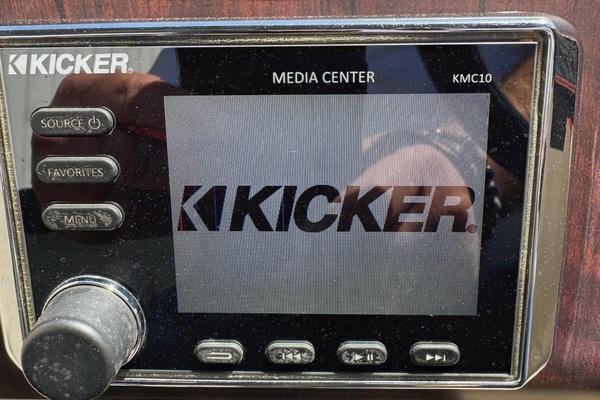 KICKER®
MEDIA CENTER
KMC10
SOURCE
FAVORITES
MENU
KICKER®